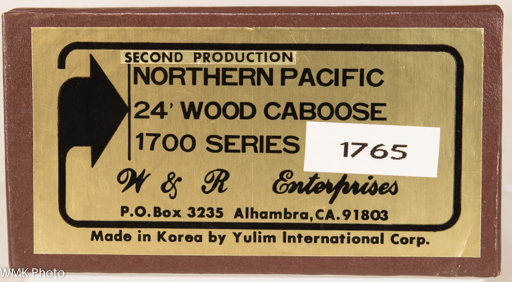 SECOND PRODUCTION
NORTHERN PACIFIC
24' WOOD CABOOSE
1700 SERIES 1765
W & R Enterprises
P.O.Box 3235 Alhambra,CA.91803
Made in Korea by Yulim International Corp.
WMK Photo